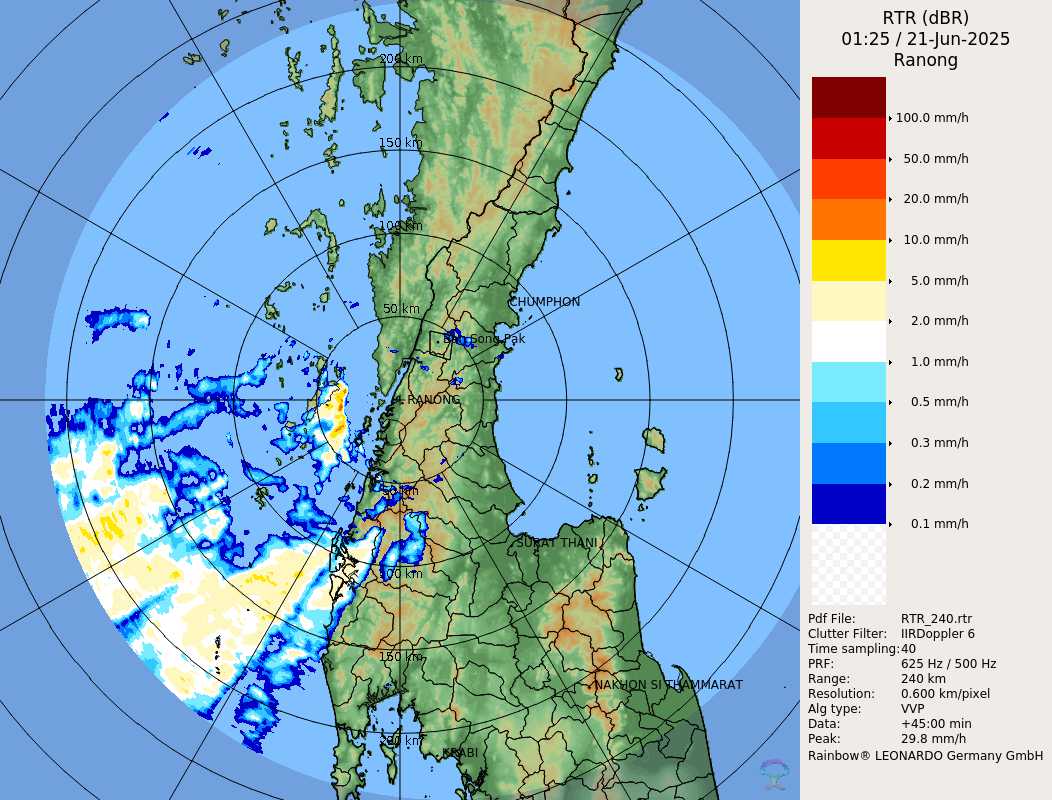 RTR (dBR)
01:25 / 21-Jun-2025
Ranong
100.0 mm/h
50.0 mm/h
20.0 mm/h
10.0 mm/h
5.0 mm/h
2.0 mm/h
1.0 mm/h
0.5 mm/h
0.3 mm/h
0.2 mm/h
0.1 mm/h
Pdf File: RTR_240.rtr
Clutter Filter: IIRDoppler 6
Time sampling:40
PRF: 625 Hz / 500 Hz
Range: 240 km
Resolution: 0.600 km/pixel
Alg type: VVP
Data: +45:00 min
Peak: 29.8 mm/h
Rainbow® LEONARDO Germany GmbH
200 km
150 km
100 km
50 km
CHUMPHON
Ban Song Pak
RANONG
50 km
SURAT THANI
100 km
150 km
NAKHON SI THAMMARAT
200 km
KRABI